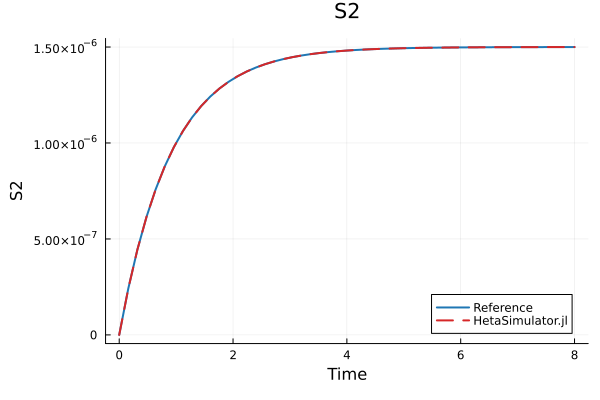 S2
1.50×10⁻⁶
1.00×10⁻⁶
5.00×10⁻⁷
0
S2
0 2 4 6 8
Time
Reference
HetaSimulator.jl